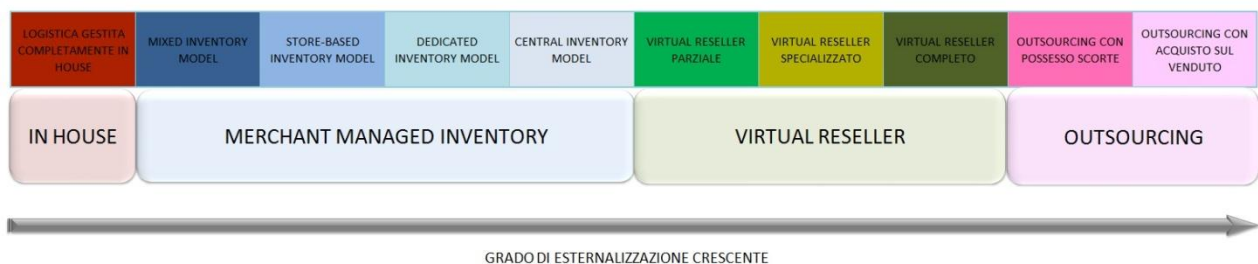 LOGISTICA GESTITA
COMPLETAMENTE IN
HOUSE
MIXED INVENTORY
MODEL
STORE-BASED
INVENTORY MODEL
DEDICATED
INVENTORY MODEL
CENTRAL INVENTORY
MODEL
VIRTUAL RESELLER
PARZIALE
VIRTUAL RESELLER
SPECIALIZZATO
VIRTUAL RESELLER
COMPLETO
OUTSOURCING CON
POSSESSO SCORTE
OUTSOURCING CON
ACQUISTO SUL
VENDUTO
IN HOUSE
MERCHANT MANAGED INVENTORY
VIRTUAL RESELLER
OUTSOURCING
GRADO DI ESTERNALIZZAZIONE CRESCENTE